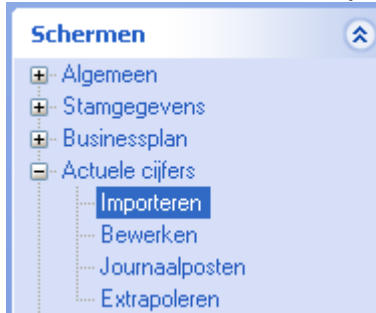 Schermen
Algemeen
Stamgegevens
Businessplan
Actuele cijfers
Importeren
Bewerken
Journaalposten
Extrapoleren